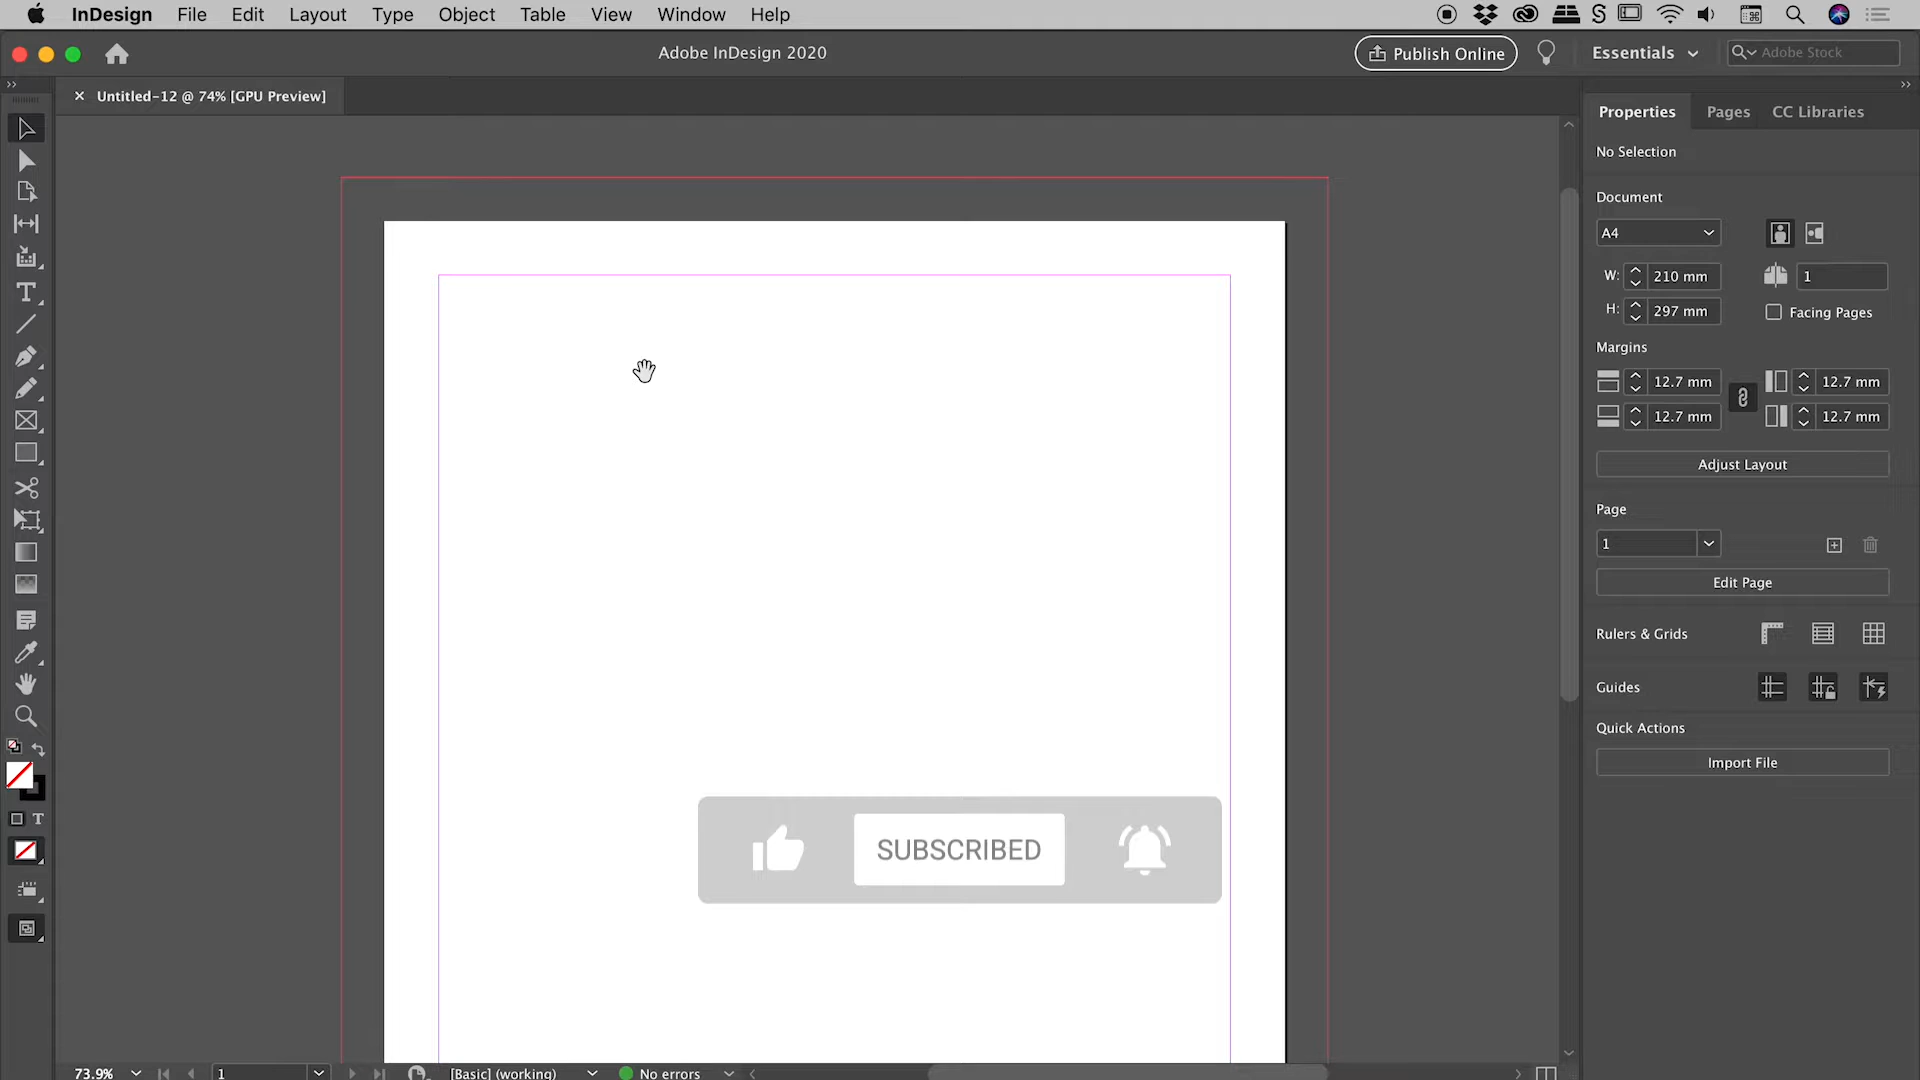 InDesign File Edit Layout Type Object Table View Window Help
Adobe InDesign 2020
Publish Online
Essentials
Adobe Stock
× Untitled-12 @ 74% [GPU Preview]
Properties Pages CC Libraries
No Selection
Document
A4
W: 210 mm 1
H: 297 mm Facing Pages
Margins
12.7 mm 12.7 mm
12.7 mm 12.7 mm
Adjust Layout
Page
1
Edit Page
Rulers & Grids
Guides
Quick Actions
Import File
SUBSCRIBED
73.9% 1 [Basic] (working) No errors